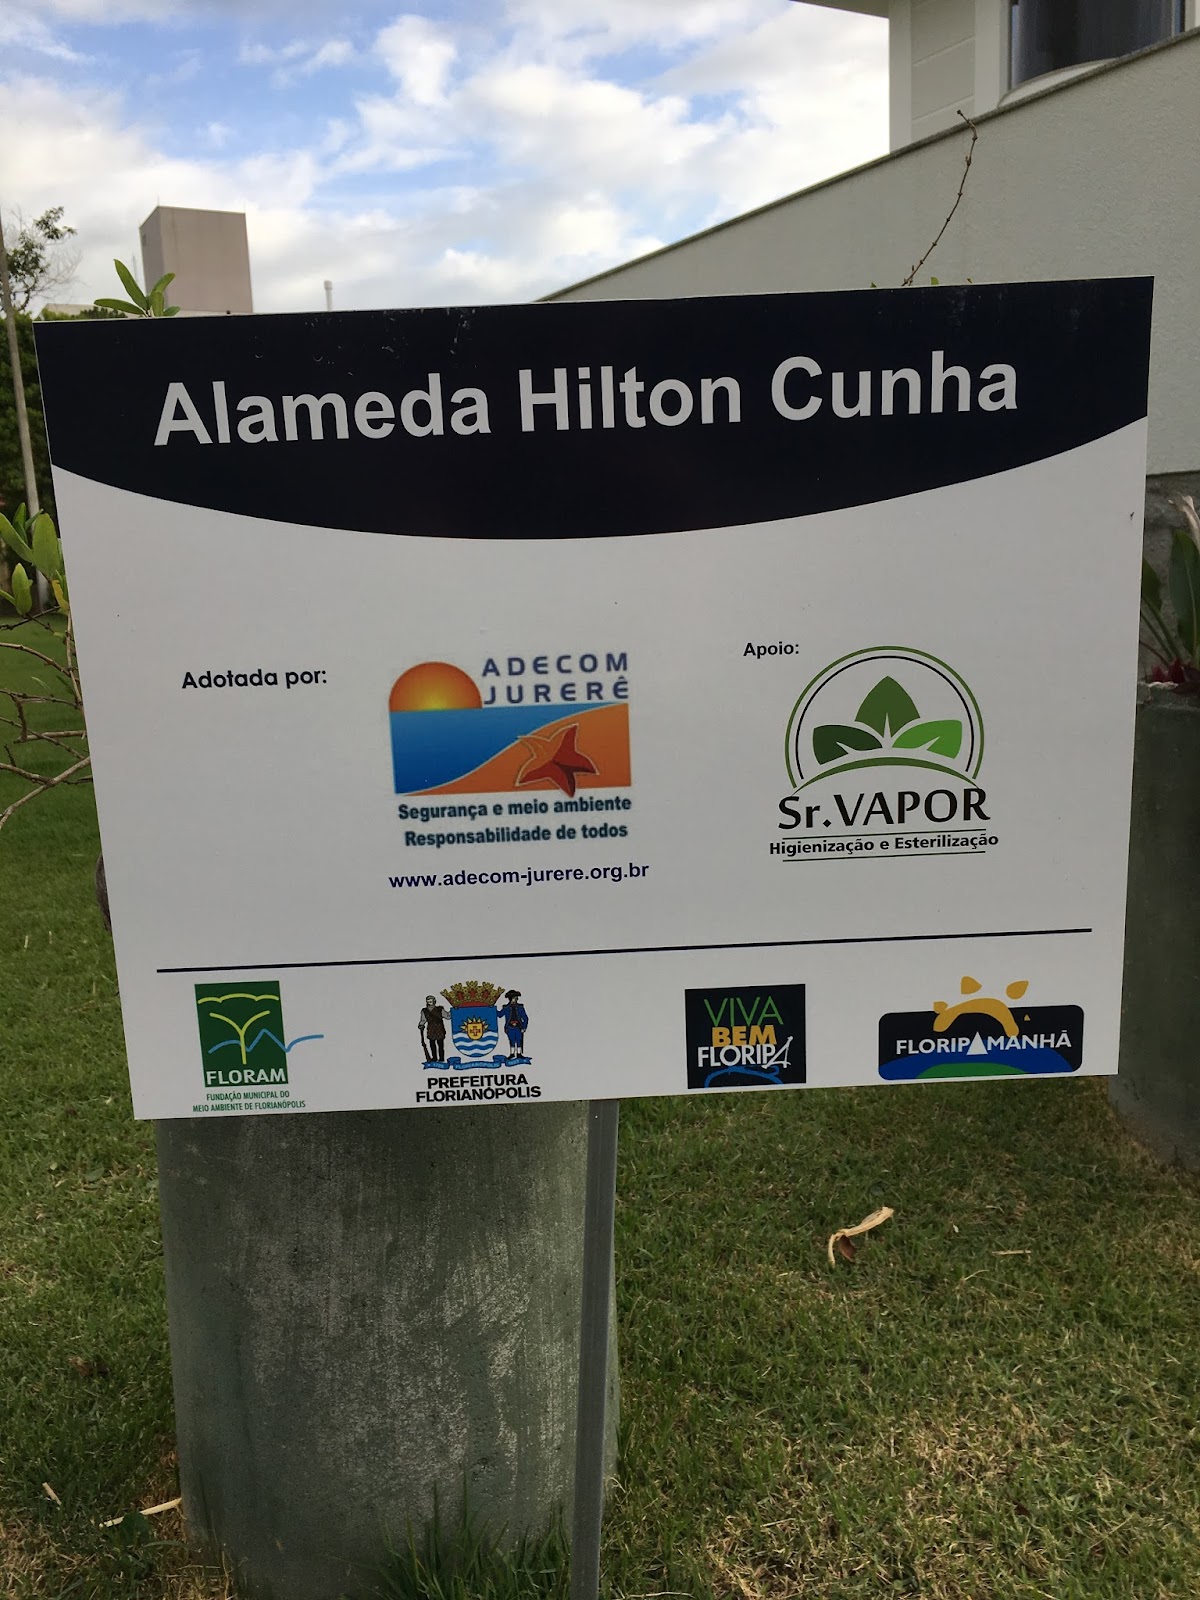 Alameda Hilton Cunha
Adotada por:
ADECOM
JURERÊ
Segurança e meio ambiente
Responsabilidade de todos
www.adecom-jurere.org.br
Apoio:
Sr.VAPOR
Higienização e Esterilização
FLORAM
FUNDAÇÃO MUNICIPAL DO
MEIO AMBIENTE DE FLORIANÓPOLIS
PREFEITURA
FLORIANÓPOLIS
VIVA
BEM
FLORIPA
FLORIPAMANHÃ